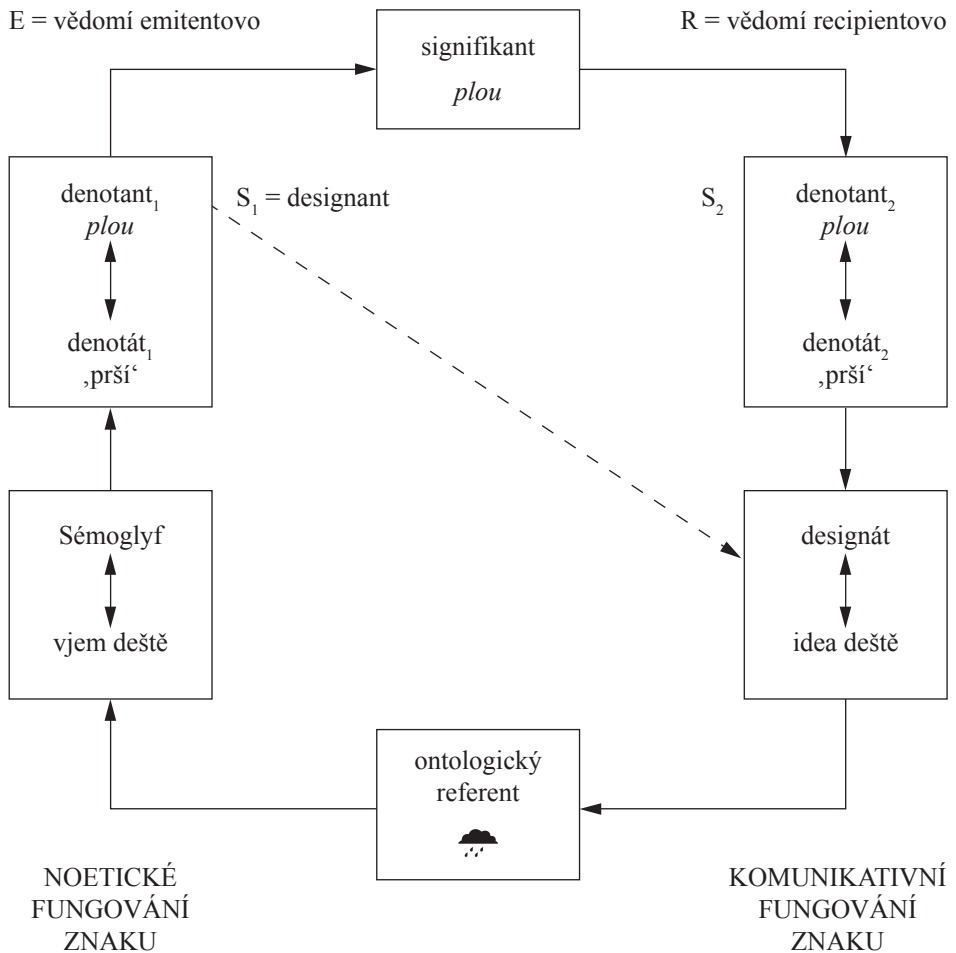 E = vědomí emitentovo
R = vědomí recipientovo
signifikant
plou
denotant₁
plou
denotát₁
‚prší‘
S₁ = designant
S₂
denotant₂
plou
denotát₂
‚prší‘
Sémoglyf
vjem deště
designát
idea deště
ontologický
referent
NOETICKÉ
FUNGOVÁNÍ
ZNAKU
KOMUNIKATIVNÍ
FUNGOVÁNÍ
ZNAKU